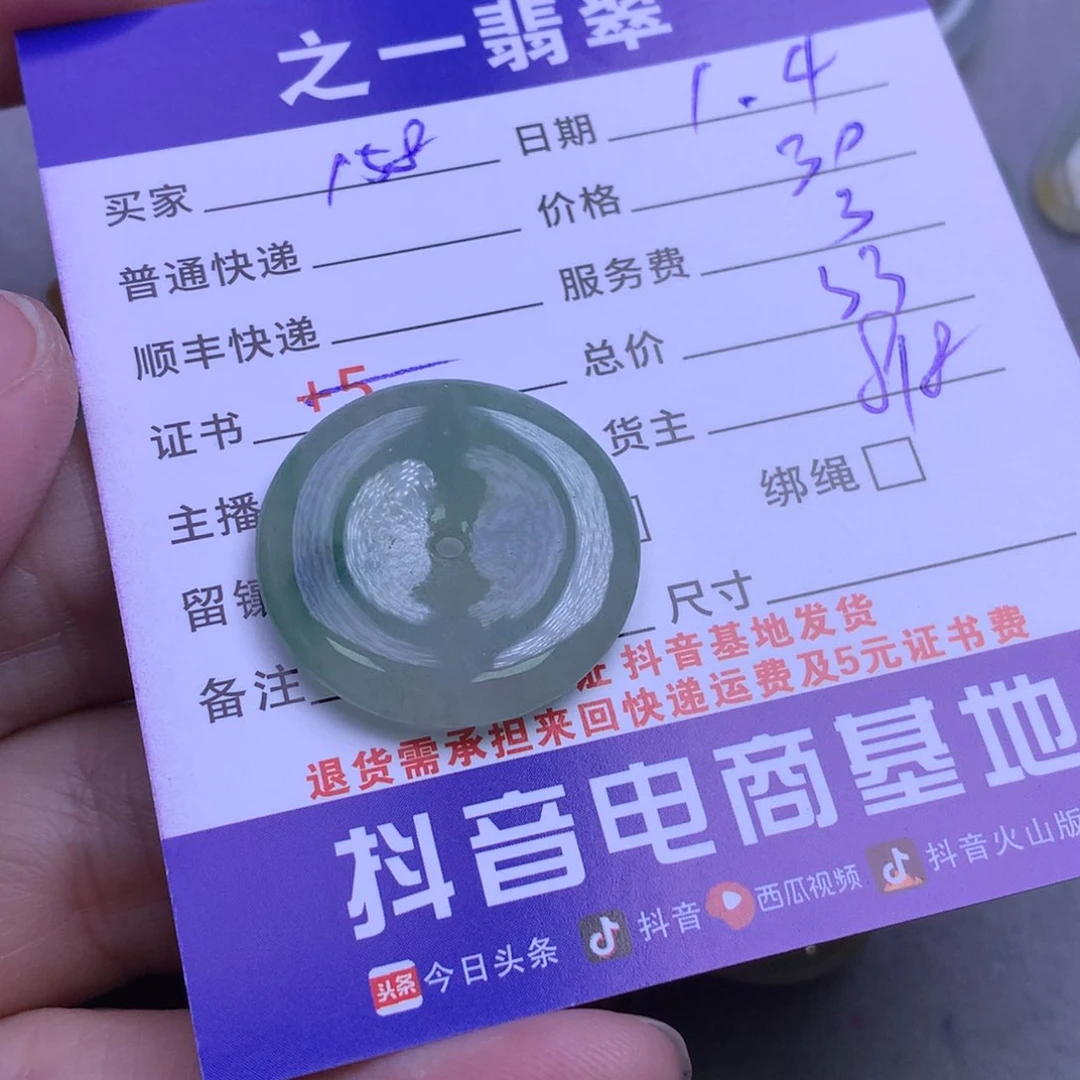 之一翡翠
买家 158 日期 1.4
普通快递 价格 30
顺丰快递 服务费 3
证书 +5 总价 33
主播 货主 818
绑绳
留镶 尺寸
备注
证 抖音基地发货
退货需承担来回快递运费及5元证书费
抖音电商基地
头条 今日头条 抖音 西瓜视频 抖音火山版